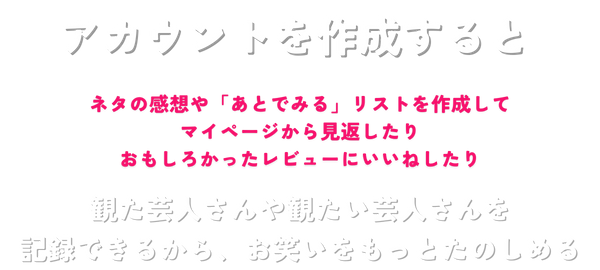 アカウントを作成すると
ネタの感想や「あとでみる」リストを作成して
マイページから見返したり
おもしろかったレビューにいいねしたり
観た芸人さんや観たい芸人さんを
記録できるから、お笑いをもっとたのしめる